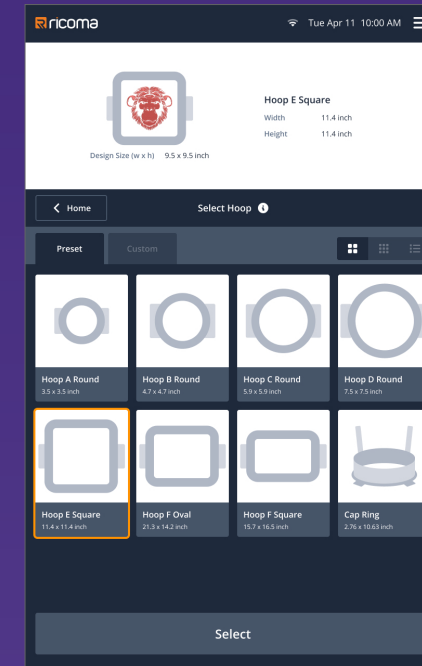 ricoma
Tue Apr 11 10:00 AM
Hoop E Square
Width 11.4 inch
Height 11.4 inch
Design Size (w x h) 9.5 x 9.5 inch
Home
Select Hoop
Preset
Custom
Hoop A Round
3.5 x 3.5 inch
Hoop B Round
4.7 x 4.7 inch
Hoop C Round
5.9 x 5.9 inch
Hoop D Round
7.5 x 7.5 inch
Hoop E Square
11.4 x 11.4 inch
Hoop F Oval
21.3 x 14.2 inch
Hoop F Square
15.7 x 16.5 inch
Cap Ring
2.76 x 10.63 inch
Select